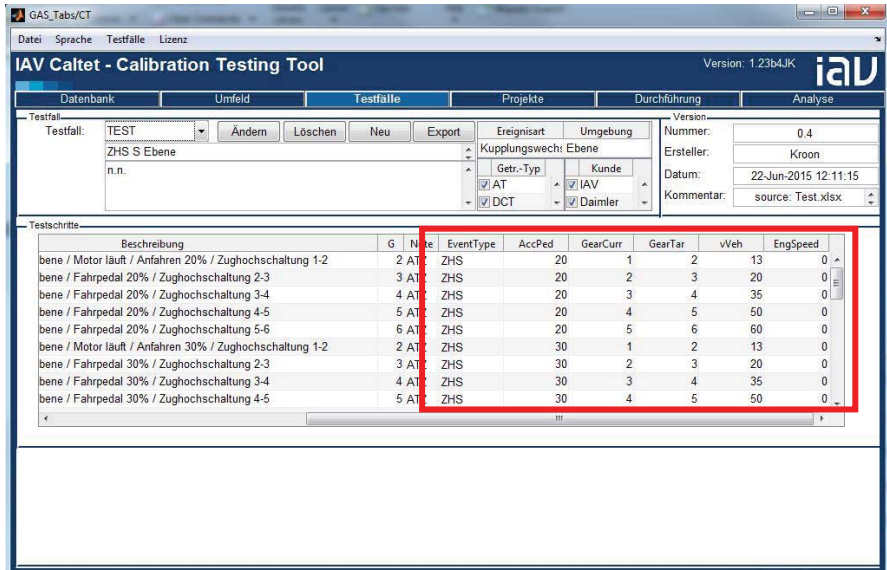 GAS_Tabs/CT
Datei Sprache Testfälle Lizenz
IAV Caltet - Calibration Testing Tool
Version: 1.23b4JK
iav
Datenbank Umfeld Testfälle Projekte Durchführung Analyse
Testfall
Testfall: TEST Ändern Löschen Neu Export
ZHS S Ebene
n.n.
Ereignisart Umgebung
Kupplungswechs Ebene
Getr.-Typ Kunde
AT IAV
DCT Daimler
Version
Nummer: 0.4
Ersteller: Kroon
Datum: 22-Jun-2015 12:11:15
Kommentar: source: Test.xlsx
Testschritte
Beschreibung G Note EventType AccPed GearCurr GearTar vVeh EngSpeed
bene / Motor läuft / Anfahren 20% / Zughochschaltung 1-2 2 ZHS 20 1 2 13 0
bene / Fahrpedal 20% / Zughochschaltung 2-3 3 ZHS 20 2 3 20 0
bene / Fahrpedal 20% / Zughochschaltung 3-4 4 ZHS 20 3 4 35 0
bene / Fahrpedal 20% / Zughochschaltung 4-5 5 ZHS 20 4 5 50 0
bene / Fahrpedal 20% / Zughochschaltung 5-6 6 ZHS 20 5 6 60 0
bene / Motor läuft / Anfahren 30% / Zughochschaltung 1-2 2 ZHS 30 1 2 13 0
bene / Fahrpedal 30% / Zughochschaltung 2-3 3 ZHS 30 2 3 20 0
bene / Fahrpedal 30% / Zughochschaltung 3-4 4 ZHS 30 3 4 35 0
bene / Fahrpedal 30% / Zughochschaltung 4-5 5 ZHS 30 4 5 50 0